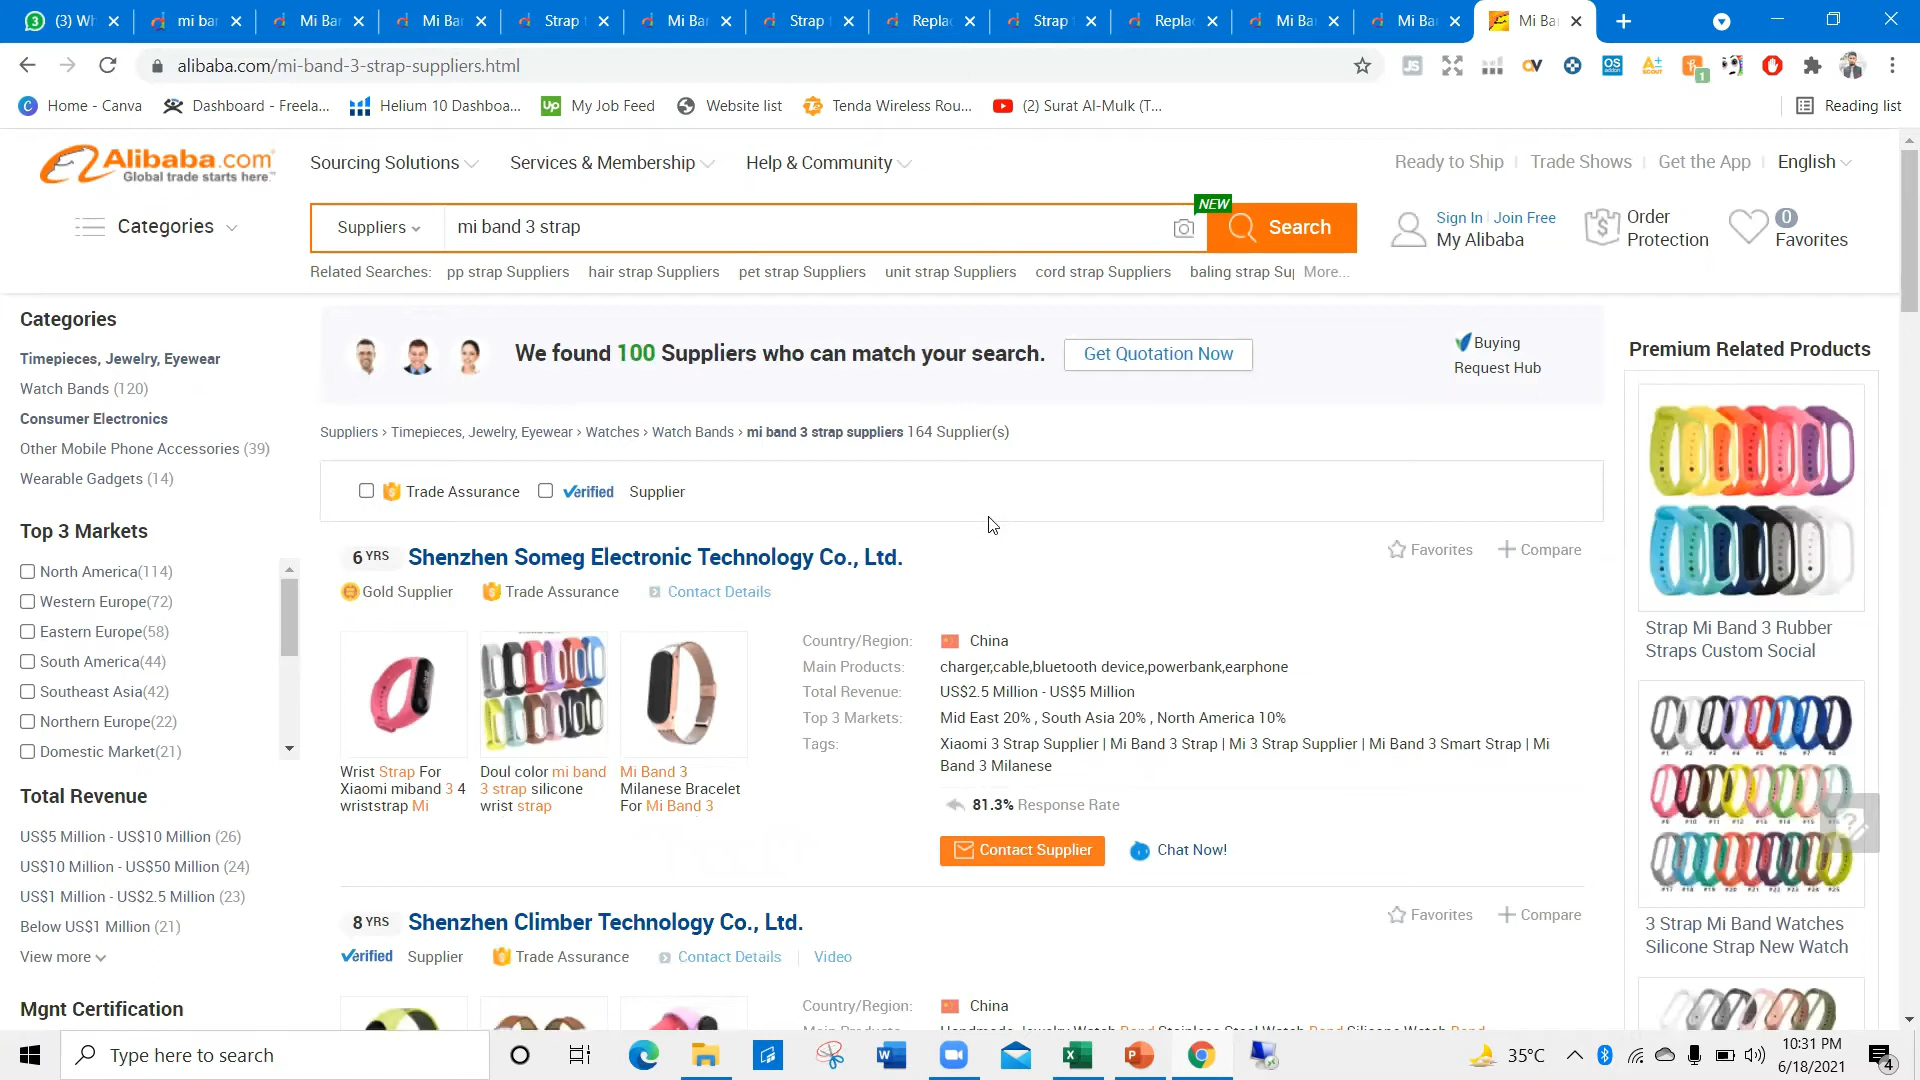 (3) Wh
mi bar
Mi Bar
Mi Bar
Strap f
Mi Bar
Strap f
Repla
Strap f
Repla
Mi Bar
Mi Bar
Mi Ba
alibaba.com/mi-band-3-strap-suppliers.html
Home - Canva
Dashboard - Freela...
Helium 10 Dashboa...
Up My Job Feed
Website list
Tenda Wireless Rou...
(2) Surat Al-Mulk (T...
Reading list
Alibaba.com
Global trade starts here.™
Sourcing Solutions
Services & Membership
Help & Community
Ready to Ship
Trade Shows
Get the App
English
Categories
Suppliers
mi band 3 strap
NEW
Search
Sign In | Join Free
My Alibaba
Order
Protection
0
Favorites
Related Searches: pp strap Suppliers hair strap Suppliers pet strap Suppliers unit strap Suppliers cord strap Suppliers baling strap Su More...
Categories
Timepieces, Jewelry, Eyewear
Watch Bands (120)
Consumer Electronics
Other Mobile Phone Accessories (39)
Wearable Gadgets (14)
Top 3 Markets
North America(114)
Western Europe(72)
Eastern Europe(58)
South America(44)
Southeast Asia(42)
Northern Europe(22)
Domestic Market(21)
Total Revenue
US$5 Million - US$10 Million (26)
US$10 Million - US$50 Million (24)
US$1 Million - US$2.5 Million (23)
Below US$1 Million (21)
View more
Mgnt Certification
We found 100 Suppliers who can match your search.
Get Quotation Now
Buying
Request Hub
Suppliers › Timepieces, Jewelry, Eyewear › Watches › Watch Bands › mi band 3 strap suppliers 164 Supplier(s)
Trade Assurance
Verified Supplier
6 YRS Shenzhen Someg Electronic Technology Co., Ltd.
Favorites
Compare
Gold Supplier
Trade Assurance
Contact Details
Wrist Strap For
Xiaomi miband 3 4
wriststrap Mi
Doul color mi band
3 strap silicone
wrist strap
Mi Band 3
Milanese Bracelet
For Mi Band 3
Country/Region: China
Main Products: charger,cable,bluetooth device,powerbank,earphone
Total Revenue: US$2.5 Million - US$5 Million
Top 3 Markets: Mid East 20% , South Asia 20% , North America 10%
Tags: Xiaomi 3 Strap Supplier | Mi Band 3 Strap | Mi 3 Strap Supplier | Mi Band 3 Smart Strap | Mi
Band 3 Milanese
81.3% Response Rate
Contact Supplier
Chat Now!
8 YRS Shenzhen Climber Technology Co., Ltd.
Favorites
Compare
Verified Supplier
Trade Assurance
Contact Details
Video
Country/Region: China
Premium Related Products
Strap Mi Band 3 Rubber
Straps Custom Social
3 Strap Mi Band Watches
Silicone Strap New Watch
Type here to search
35°C
10:31 PM
6/18/2021
4